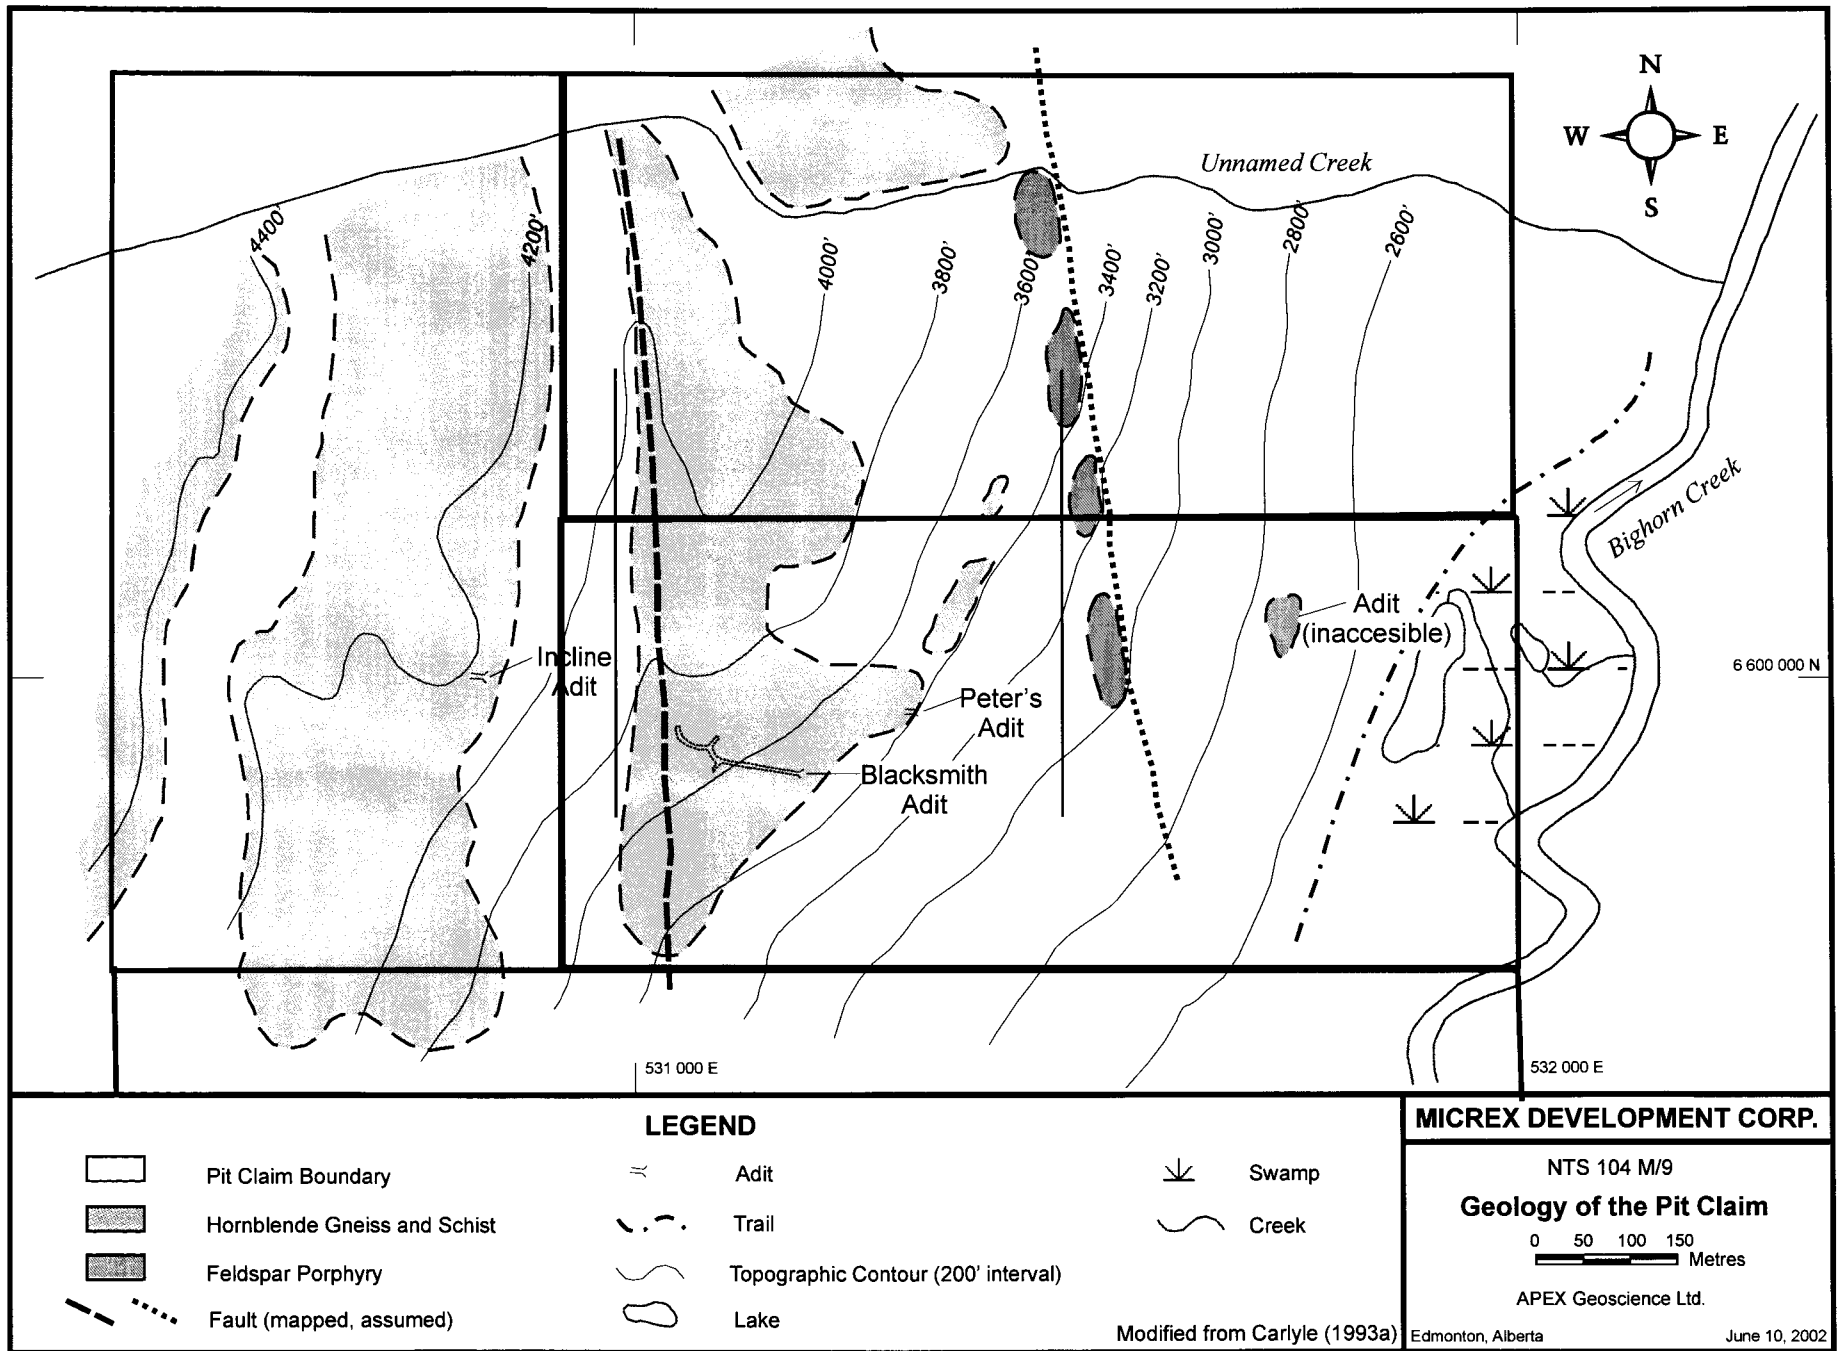 N
W E
S
Unnamed Creek
4400'
4200'
4000'
3800'
3600'
3400'
3200'
3000'
2800'
2600'
Bighorn Creek
Adit
(inaccesible)
Incline
Adit
6 600 000 N
Peter's
Adit
Blacksmith
Adit
531 000 E
532 000 E
LEGEND
Pit Claim Boundary
Hornblende Gneiss and Schist
Feldspar Porphyry
Fault (mapped, assumed)
Adit
Trail
Topographic Contour (200' interval)
Lake
Swamp
Creek
Modified from Carlyle (1993a)
MICREX DEVELOPMENT CORP.
NTS 104 M/9
Geology of the Pit Claim
0 50 100 150
Metres
APEX Geoscience Ltd.
Edmonton, Alberta June 10, 2002